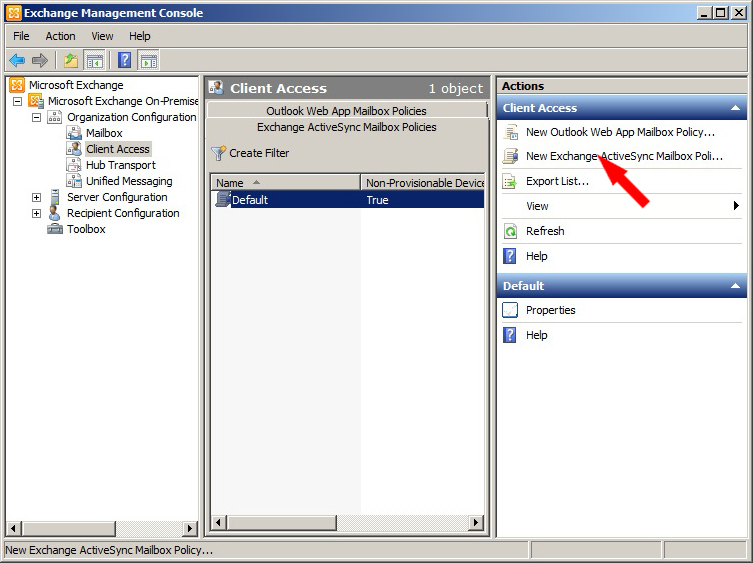 Exchange Management Console
File Action View Help
Microsoft Exchange
Microsoft Exchange On-Premise
Organization Configuration
Mailbox
Client Access
Hub Transport
Unified Messaging
Server Configuration
Recipient Configuration
Toolbox
Client Access 1 object
Outlook Web App Mailbox Policies
Exchange ActiveSync Mailbox Policies
Create Filter
Name Non-Provisionable Device
Default True
Actions
Client Access
New Outlook Web App Mailbox Policy...
New Exchange ActiveSync Mailbox Poli...
Export List...
View
Refresh
Help
Default
Properties
Help
New Exchange ActiveSync Mailbox Policy...